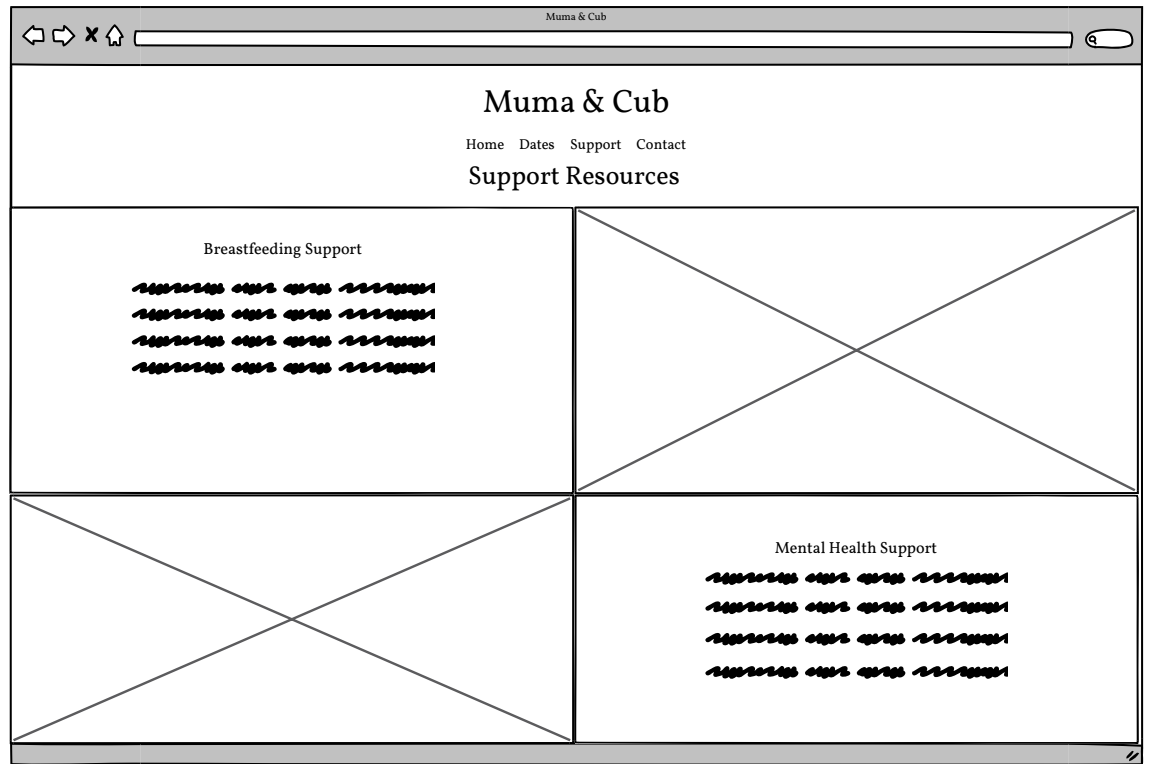 Muma & Cub
Muma & Cub
Home Dates Support Contact
Support Resources
Breastfeeding Support
Mental Health Support